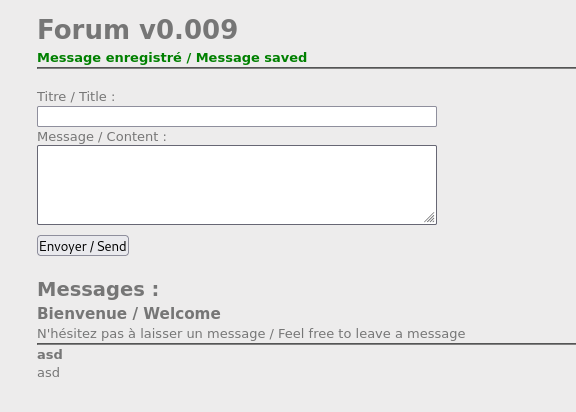 Forum v0.009
Message enregistré / Message saved
Titre / Title :
Message / Content :
Envoyer / Send
Messages :
Bienvenue / Welcome
N'hésitez pas à laisser un message / Feel free to leave a message
asd
asd